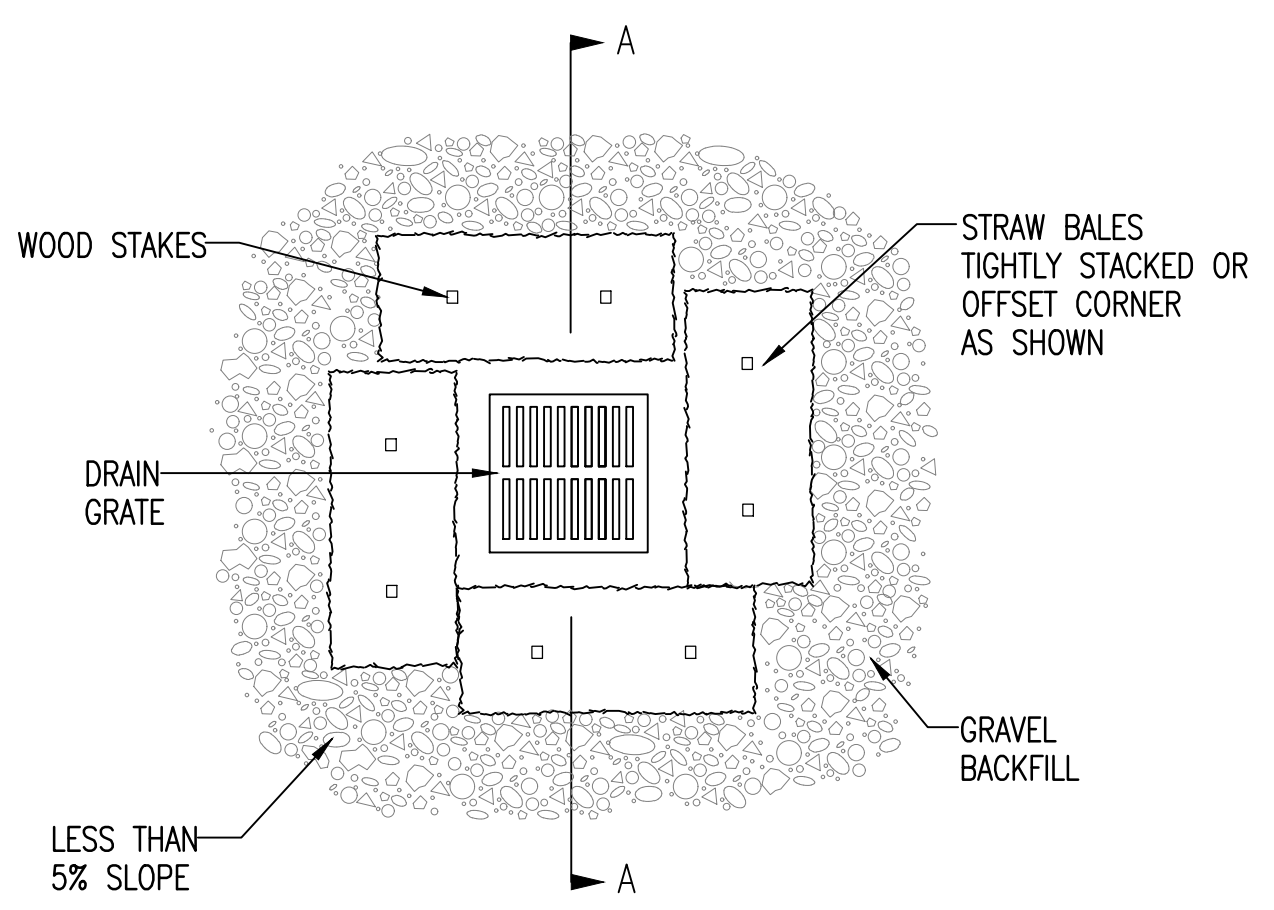 A
WOOD STAKES
STRAW BALES
TIGHTLY STACKED OR
OFFSET CORNER
AS SHOWN
DRAIN
GRATE
GRAVEL
BACKFILL
LESS THAN
5% SLOPE
A